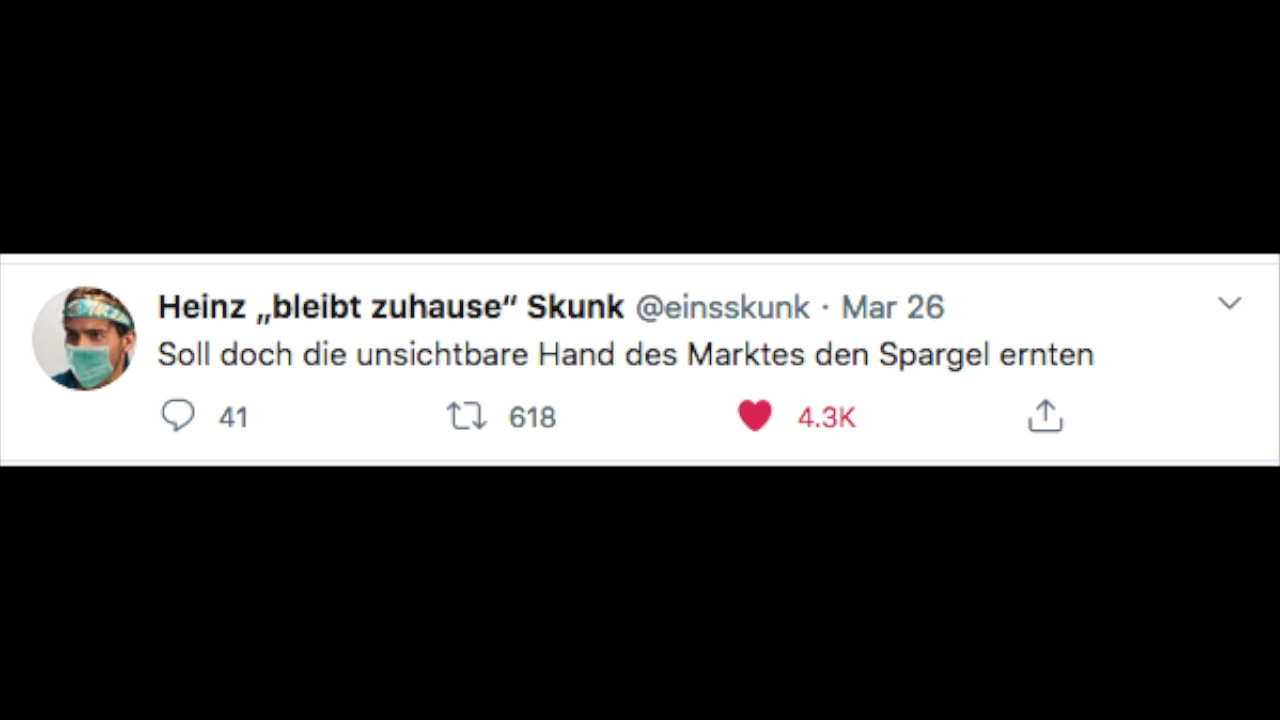 Heinz „bleibt zuhause“ Skunk @einsskunk · Mar 26
Soll doch die unsichtbare Hand des Marktes den Spargel ernten
41 618 4.3K